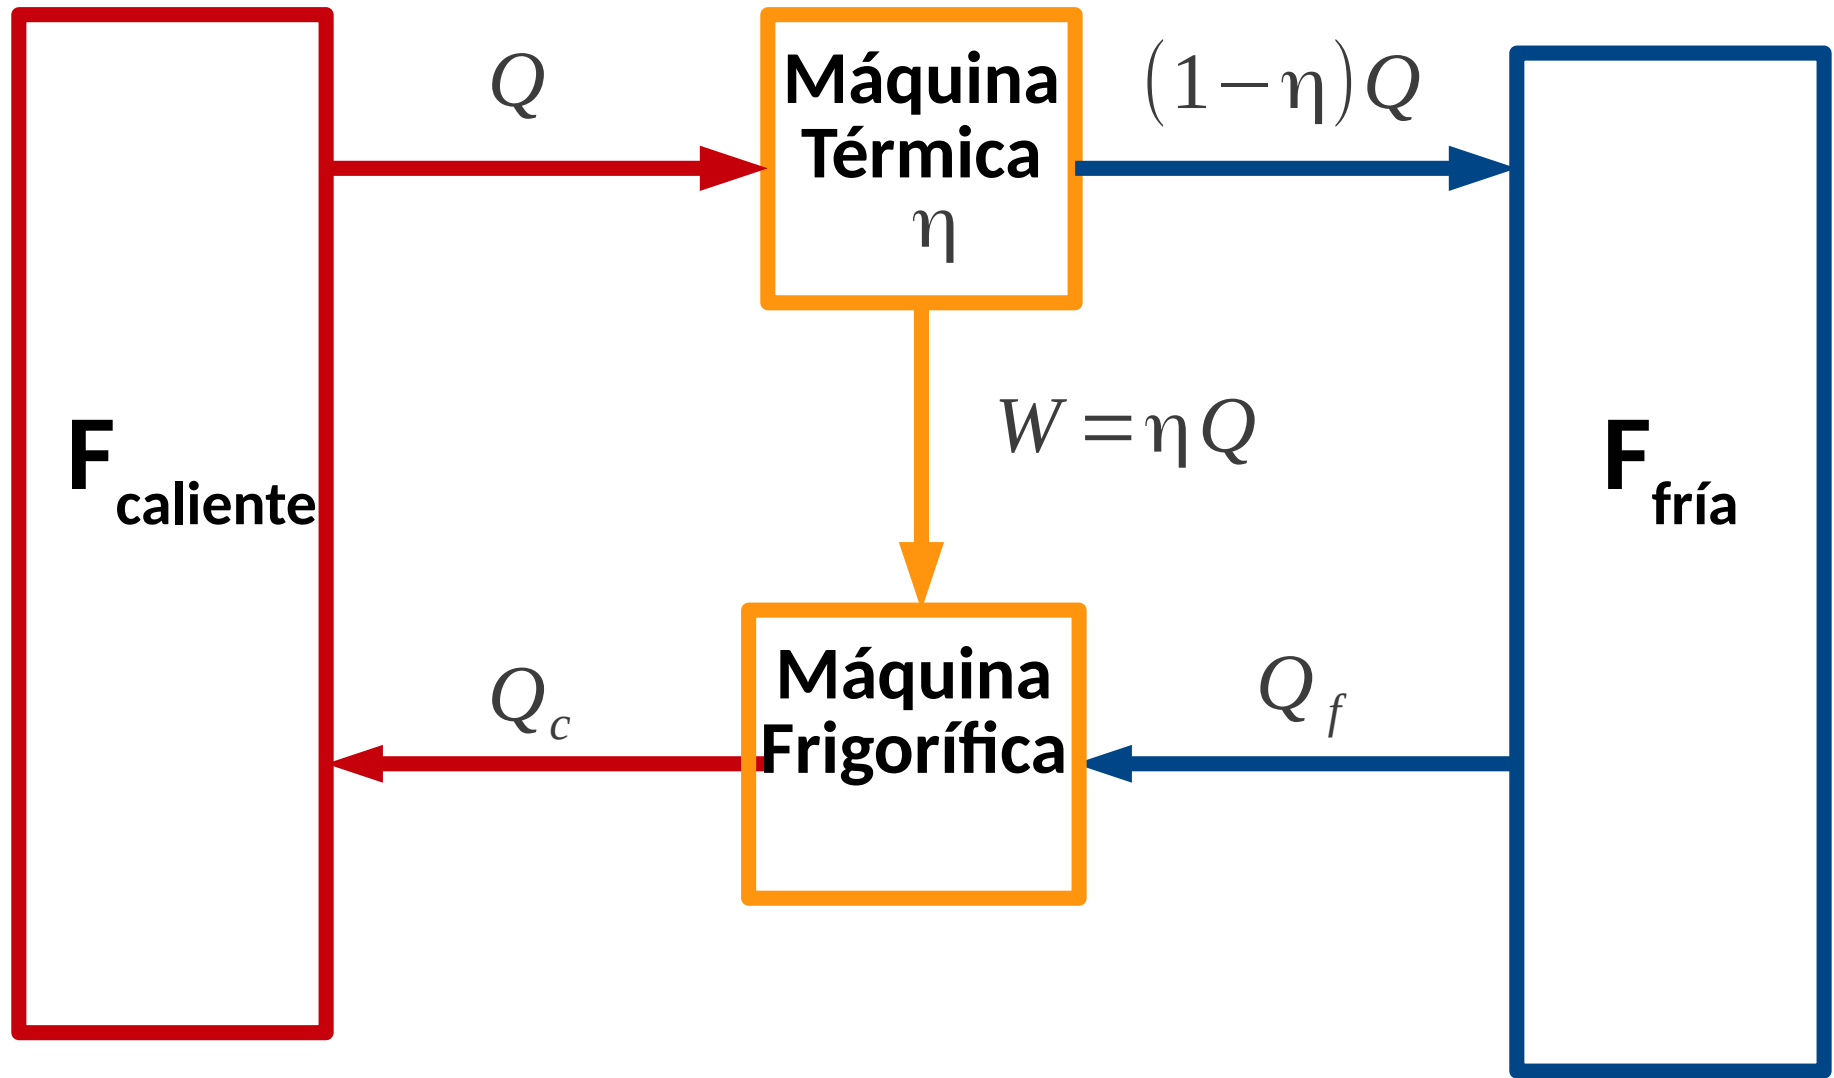 Q
Máquina
Térmica
η
(1−η)Q
F caliente
W=ηQ
F fría
Q c
Máquina
Frigorífica
Q f